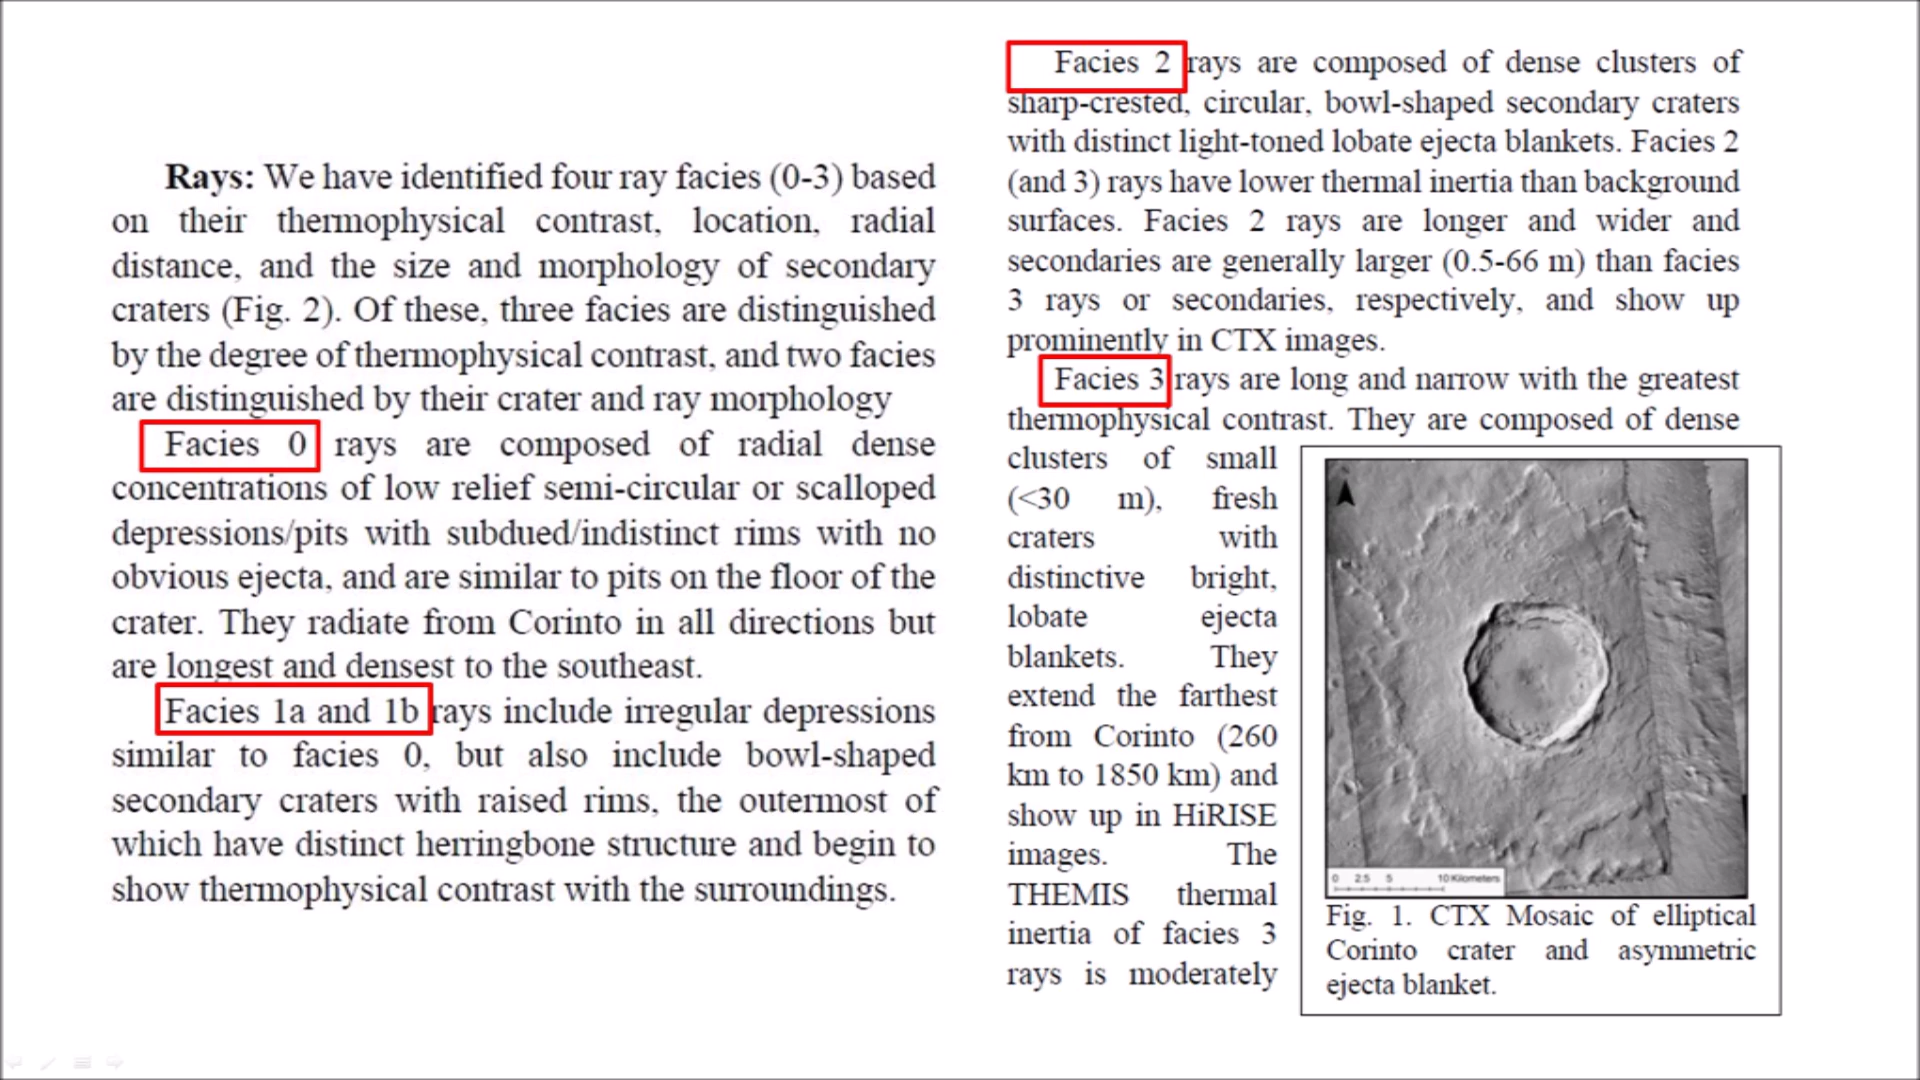 Rays: We have identified four ray facies (0-3) based
on their thermophysical contrast, location, radial
distance, and the size and morphology of secondary
craters (Fig. 2). Of these, three facies are distinguished
by the degree of thermophysical contrast, and two facies
are distinguished by their crater and ray morphology
Facies 0 rays are composed of radial dense
concentrations of low relief semi-circular or scalloped
depressions/pits with subdued/indistinct rims with no
obvious ejecta, and are similar to pits on the floor of the
crater. They radiate from Corinto in all directions but
are longest and densest to the southeast.
Facies 1a and 1b rays include irregular depressions
similar to facies 0, but also include bowl-shaped
secondary craters with raised rims, the outermost of
which have distinct herringbone structure and begin to
show thermophysical contrast with the surroundings.
Facies 2 rays are composed of dense clusters of
sharp-crested, circular, bowl-shaped secondary craters
with distinct light-toned lobate ejecta blankets. Facies 2
(and 3) rays have lower thermal inertia than background
surfaces. Facies 2 rays are longer and wider and
secondaries are generally larger (0.5-66 m) than facies
3 rays or secondaries, respectively, and show up
prominently in CTX images.
Facies 3 rays are long and narrow with the greatest
thermophysical contrast. They are composed of dense
clusters of small
(<30 m), fresh
craters with
distinctive bright,
lobate ejecta
blankets. They
extend the farthest
from Corinto (260
km to 1850 km) and
show up in HiRISE
images. The
THEMIS thermal
inertia of facies 3
rays is moderately
0 2.5 5 10 Kilometers
Fig. 1. CTX Mosaic of elliptical
Corinto crater and asymmetric
ejecta blanket.